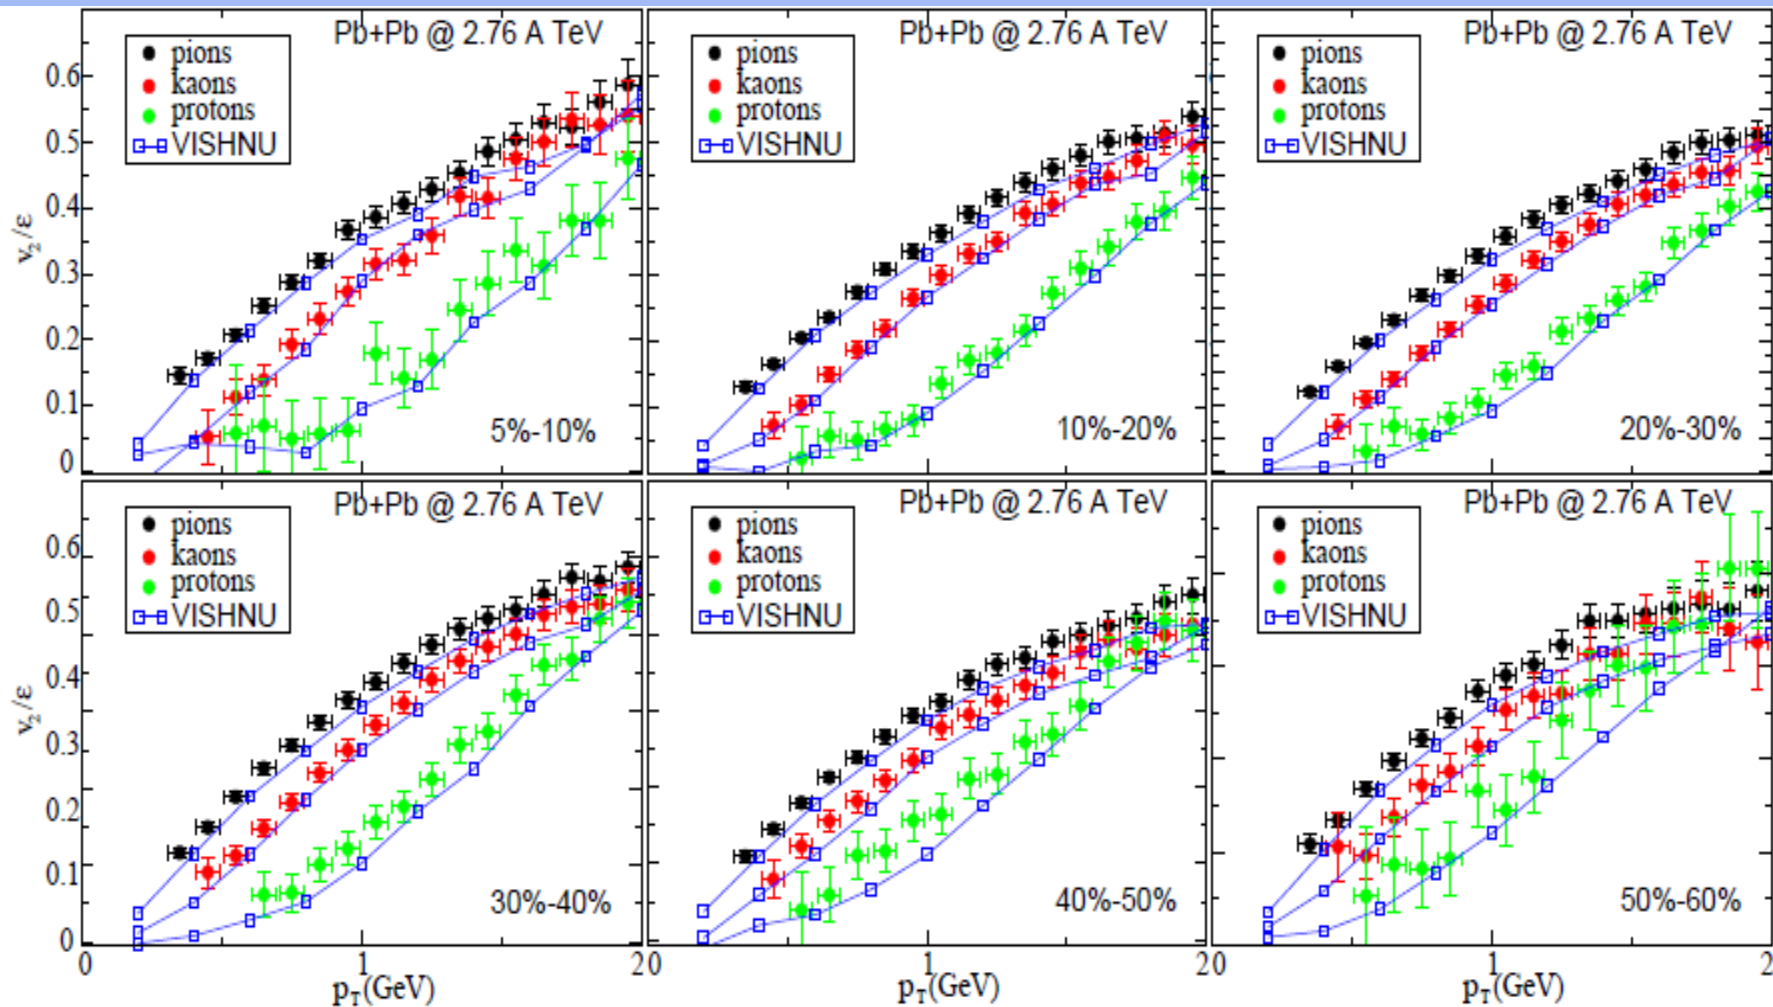 Pb+Pb @ 2.76 A TeV
pions
kaons
protons
VISHNU
5%-10%
Pb+Pb @ 2.76 A TeV
pions
kaons
protons
VISHNU
10%-20%
Pb+Pb @ 2.76 A TeV
pions
kaons
protons
VISHNU
20%-30%
v₂/ε
0.6
0.5
0.4
0.3
0.2
0.1
0
Pb+Pb @ 2.76 A TeV
pions
kaons
protons
VISHNU
30%-40%
Pb+Pb @ 2.76 A TeV
pions
kaons
protons
VISHNU
40%-50%
Pb+Pb @ 2.76 A TeV
pions
kaons
protons
VISHNU
50%-60%
v₂/ε
0.6
0.5
0.4
0.3
0.2
0.1
0
0 1 20 1 20 1 2
p_T(GeV) p_T(GeV) p_T(GeV)